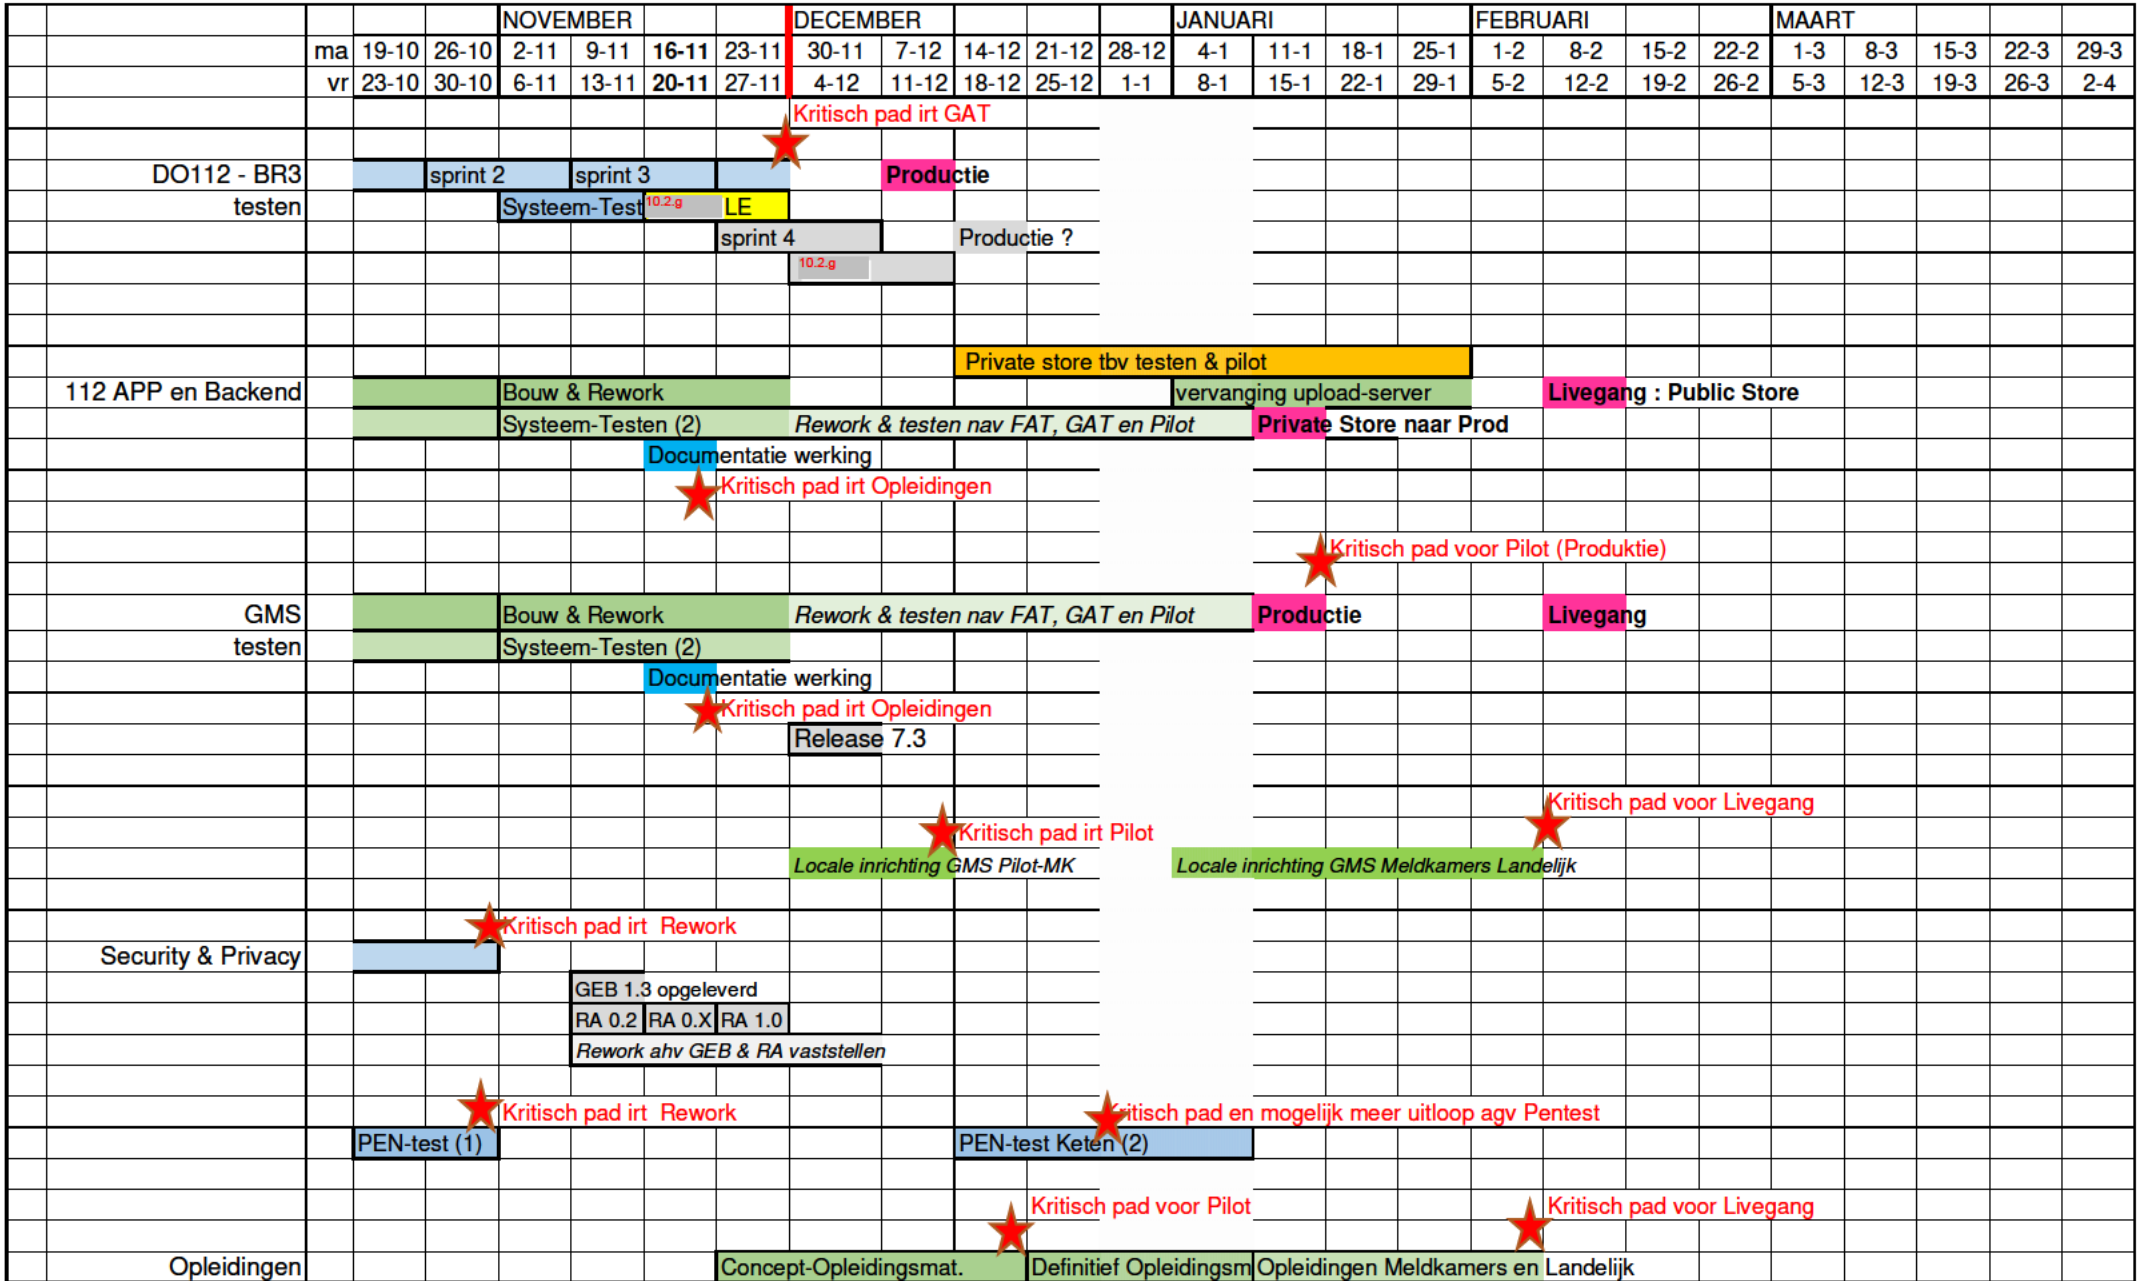 NOVEMBER DECEMBER JANUARI FEBRUARI MAART
ma 19-10 26-10 2-11 9-11 16-11 23-11 30-11 7-12 14-12 21-12 28-12 4-1 11-1 18-1 25-1 1-2 8-2 15-2 22-2 1-3 8-3 15-3 22-3 29-3
vr 23-10 30-10 6-11 13-11 20-11 27-11 4-12 11-12 18-12 25-12 1-1 8-1 15-1 22-1 29-1 5-2 12-2 19-2 26-2 5-3 12-3 19-3 26-3 2-4
Kritisch pad irt GAT
DO112 - BR3 sprint 2 sprint 3 Productie
testen Systeem-Test 10.2.g LE
sprint 4 Productie ?
10.2.g
Private store tbv testen & pilot
112 APP en Backend Bouw & Rework vervanging upload-server Livegang : Public Store
Systeem-Testen (2) Rework & testen nav FAT, GAT en Pilot Private Store naar Prod
Documentatie werking
Kritisch pad irt Opleidingen
Kritisch pad voor Pilot (Produktie)
GMS Bouw & Rework Rework & testen nav FAT, GAT en Pilot Productie Livegang
testen Systeem-Testen (2)
Documentatie werking
Kritisch pad irt Opleidingen
Release 7.3
Kritisch pad voor Livegang
Kritisch pad irt Pilot
Locale inrichting GMS Pilot-MK Locale inrichting GMS Meldkamers Landelijk
Kritisch pad irt Rework
Security & Privacy
GEB 1.3 opgeleverd
RA 0.2 RA 0.X RA 1.0
Rework ahv GEB & RA vaststellen
Kritisch pad irt Rework Kritisch pad en mogelijk meer uitloop agv Pentest
PEN-test (1) PEN-test Keten (2)
Kritisch pad voor Pilot Kritisch pad voor Livegang
Opleidingen Concept-Opleidingsmat. Definitief Opleidingsm Opleidingen Meldkamers en Landelijk